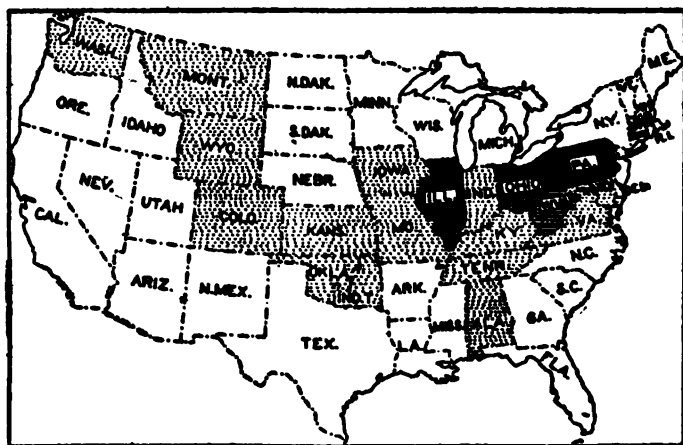 WASH.
MONT.
N.DAK.
MINN.
ME.
VT.
ORE.
IDAHO
WYO.
S.DAK.
WIS.
MICH.
N.Y.
R.I.
NEBR.
IOWA
ILL.
IND.
OHIO
PA.
NEV.
UTAH
COLO.
KANS.
MO.
KY.
VA.
CAL.
ARIZ.
N.MEX.
OKLA.
IND.T.
ARK.
TENN.
N.C.
S.C.
TEX.
LA.
MISS.
ALA.
GA.
FLA.